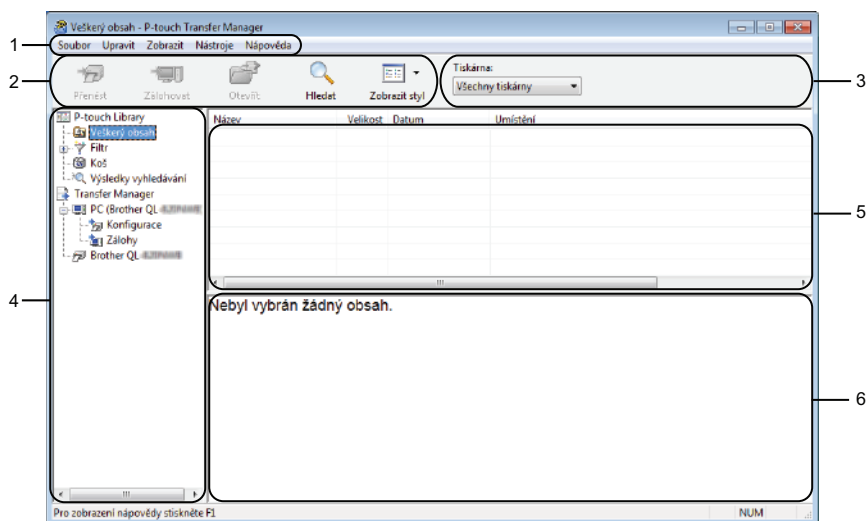 Veškerý obsah - P-touch Transfer Manager
1
Soubor Upravit Zobrazit Nástroje Nápověda
2
Přenést Zálohovat Otevřít Hledat Zobrazit styl
Tiskárna:
Všechny tiskárny
3
4
P-touch Library
Veškerý obsah
Filtr
Koš
Výsledky vyhledávání
Transfer Manager
PC (Brother QL
Konfigurace
Zálohy
Brother QL
Název Velikost Datum Umístění
5
Nebyl vybrán žádný obsah.
6
Pro zobrazení nápovědy stiskněte F1
NUM